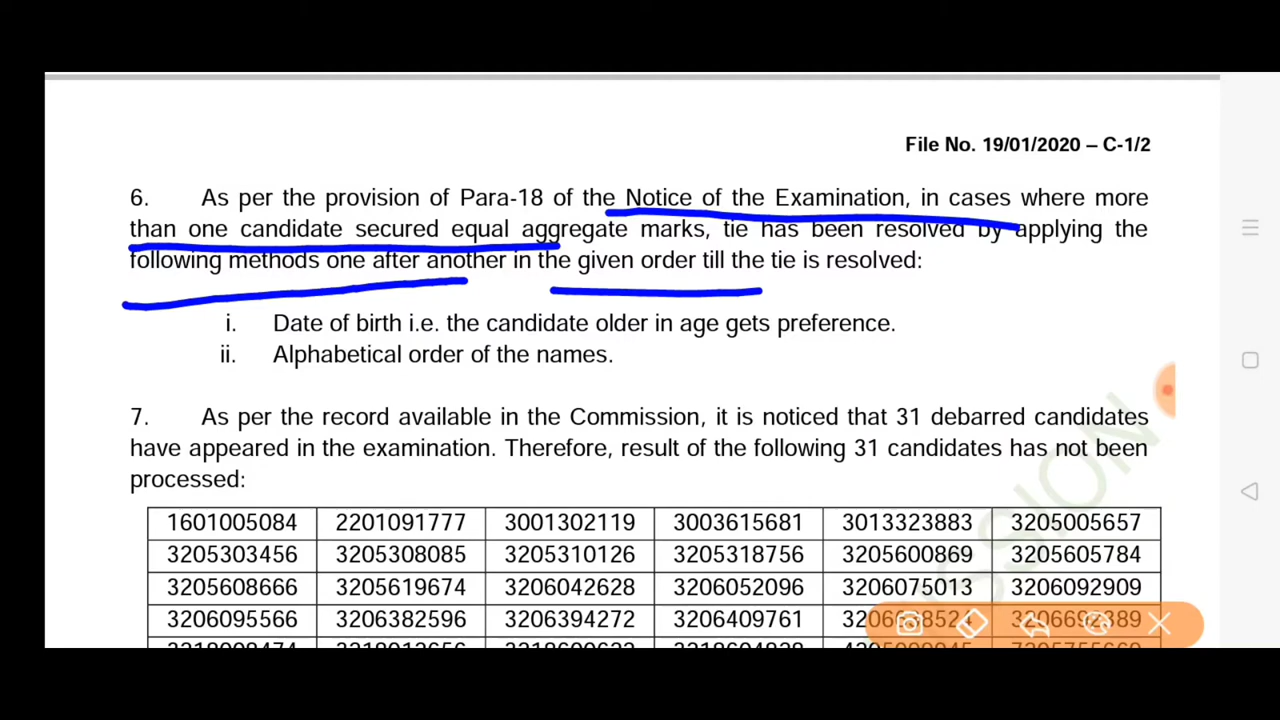 File No. 19/01/2020 – C-1/2
6. As per the provision of Para-18 of the Notice of the Examination, in cases where more
than one candidate secured equal aggregate marks, tie has been resolved by applying the
following methods one after another in the given order till the tie is resolved:
i. Date of birth i.e. the candidate older in age gets preference.
ii. Alphabetical order of the names.
7. As per the record available in the Commission, it is noticed that 31 debarred candidates
have appeared in the examination. Therefore, result of the following 31 candidates has not been
processed:
1601005084 2201091777 3001302119 3003615681 3013323883 3205005657
3205303456 3205308085 3205310126 3205318756 3205600869 3205605784
3205608666 3205619674 3206042628 3206052096 3206075013 3206092909
3206095566 3206382596 3206394272 3206409761